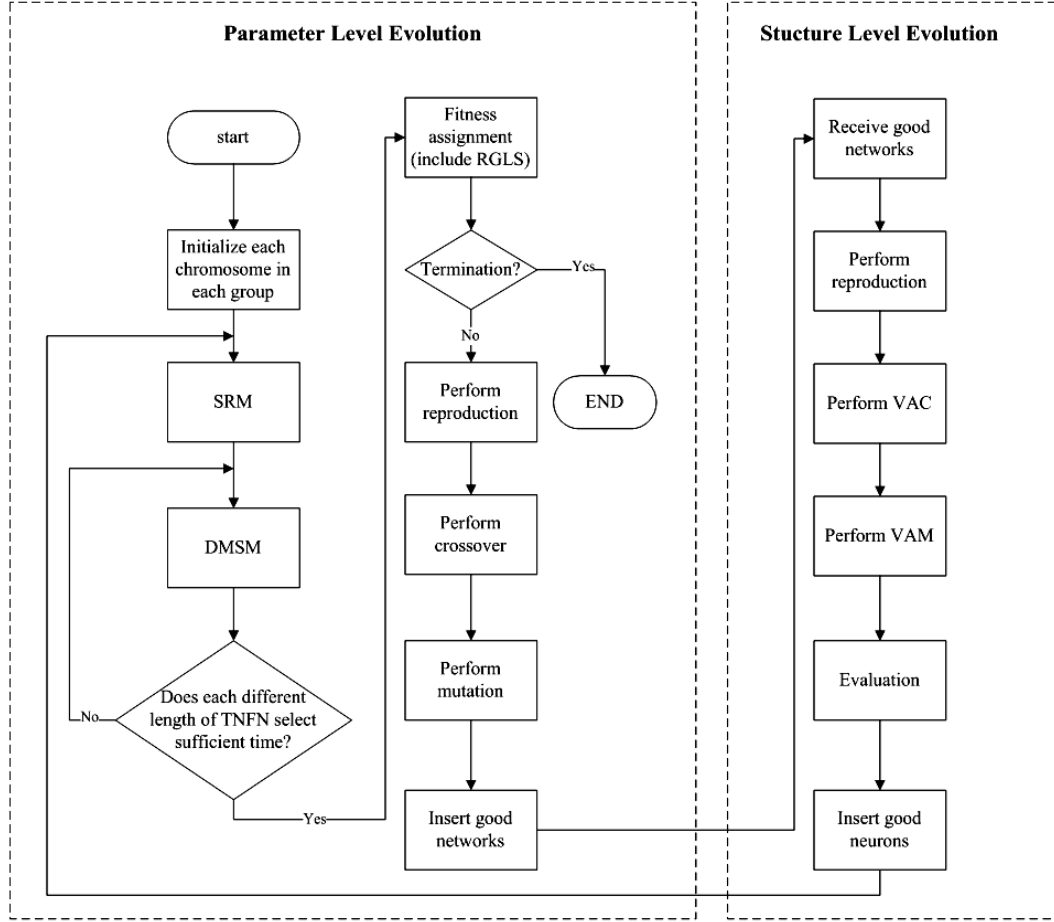 Parameter Level Evolution
start
Initialize each
chromosome in
each group
SRM
DMSM
Does each different
length of TNFN select
sufficient time?
No
Yes
Fitness
assignment
(include RGLS)
Termination?
Yes
No
END
Perform
reproduction
Perform
crossover
Perform
mutation
Insert good
networks
Stucture Level Evolution
Receive good
networks
Perform
reproduction
Perform VAC
Perform VAM
Evaluation
Insert good
neurons